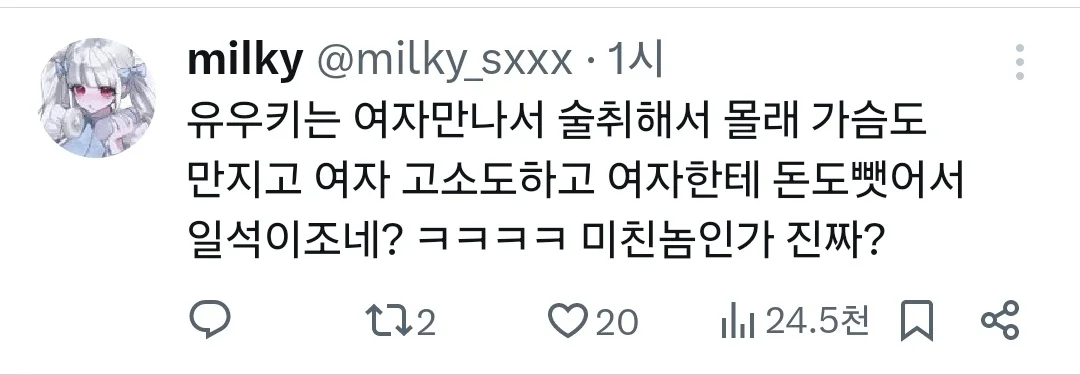 milky @milky_sxxx · 1시
유우키는 여자만나서 술취해서 몰래 가슴도
만지고 여자 고소도하고 여자한테 돈도뺏어서
일석이조네? ㅋㅋㅋㅋ 미친놈인가 진짜?
2 20 24.5천